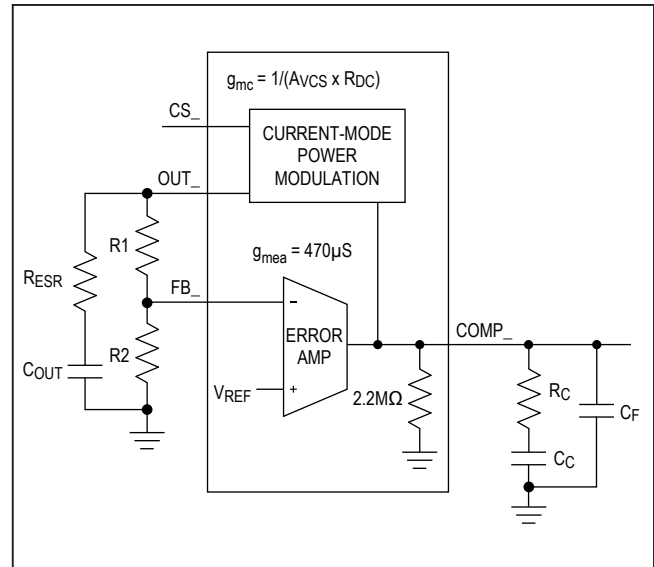 gmc = 1/(AVCS x RDC)
CS_
CURRENT-MODE
POWER
MODULATION
OUT_
R1
gmea = 470µS
RESR
FB_
-
ERROR
AMP
COMP_
R2
COUT
VREF
+
2.2MΩ
RC
CF
CC